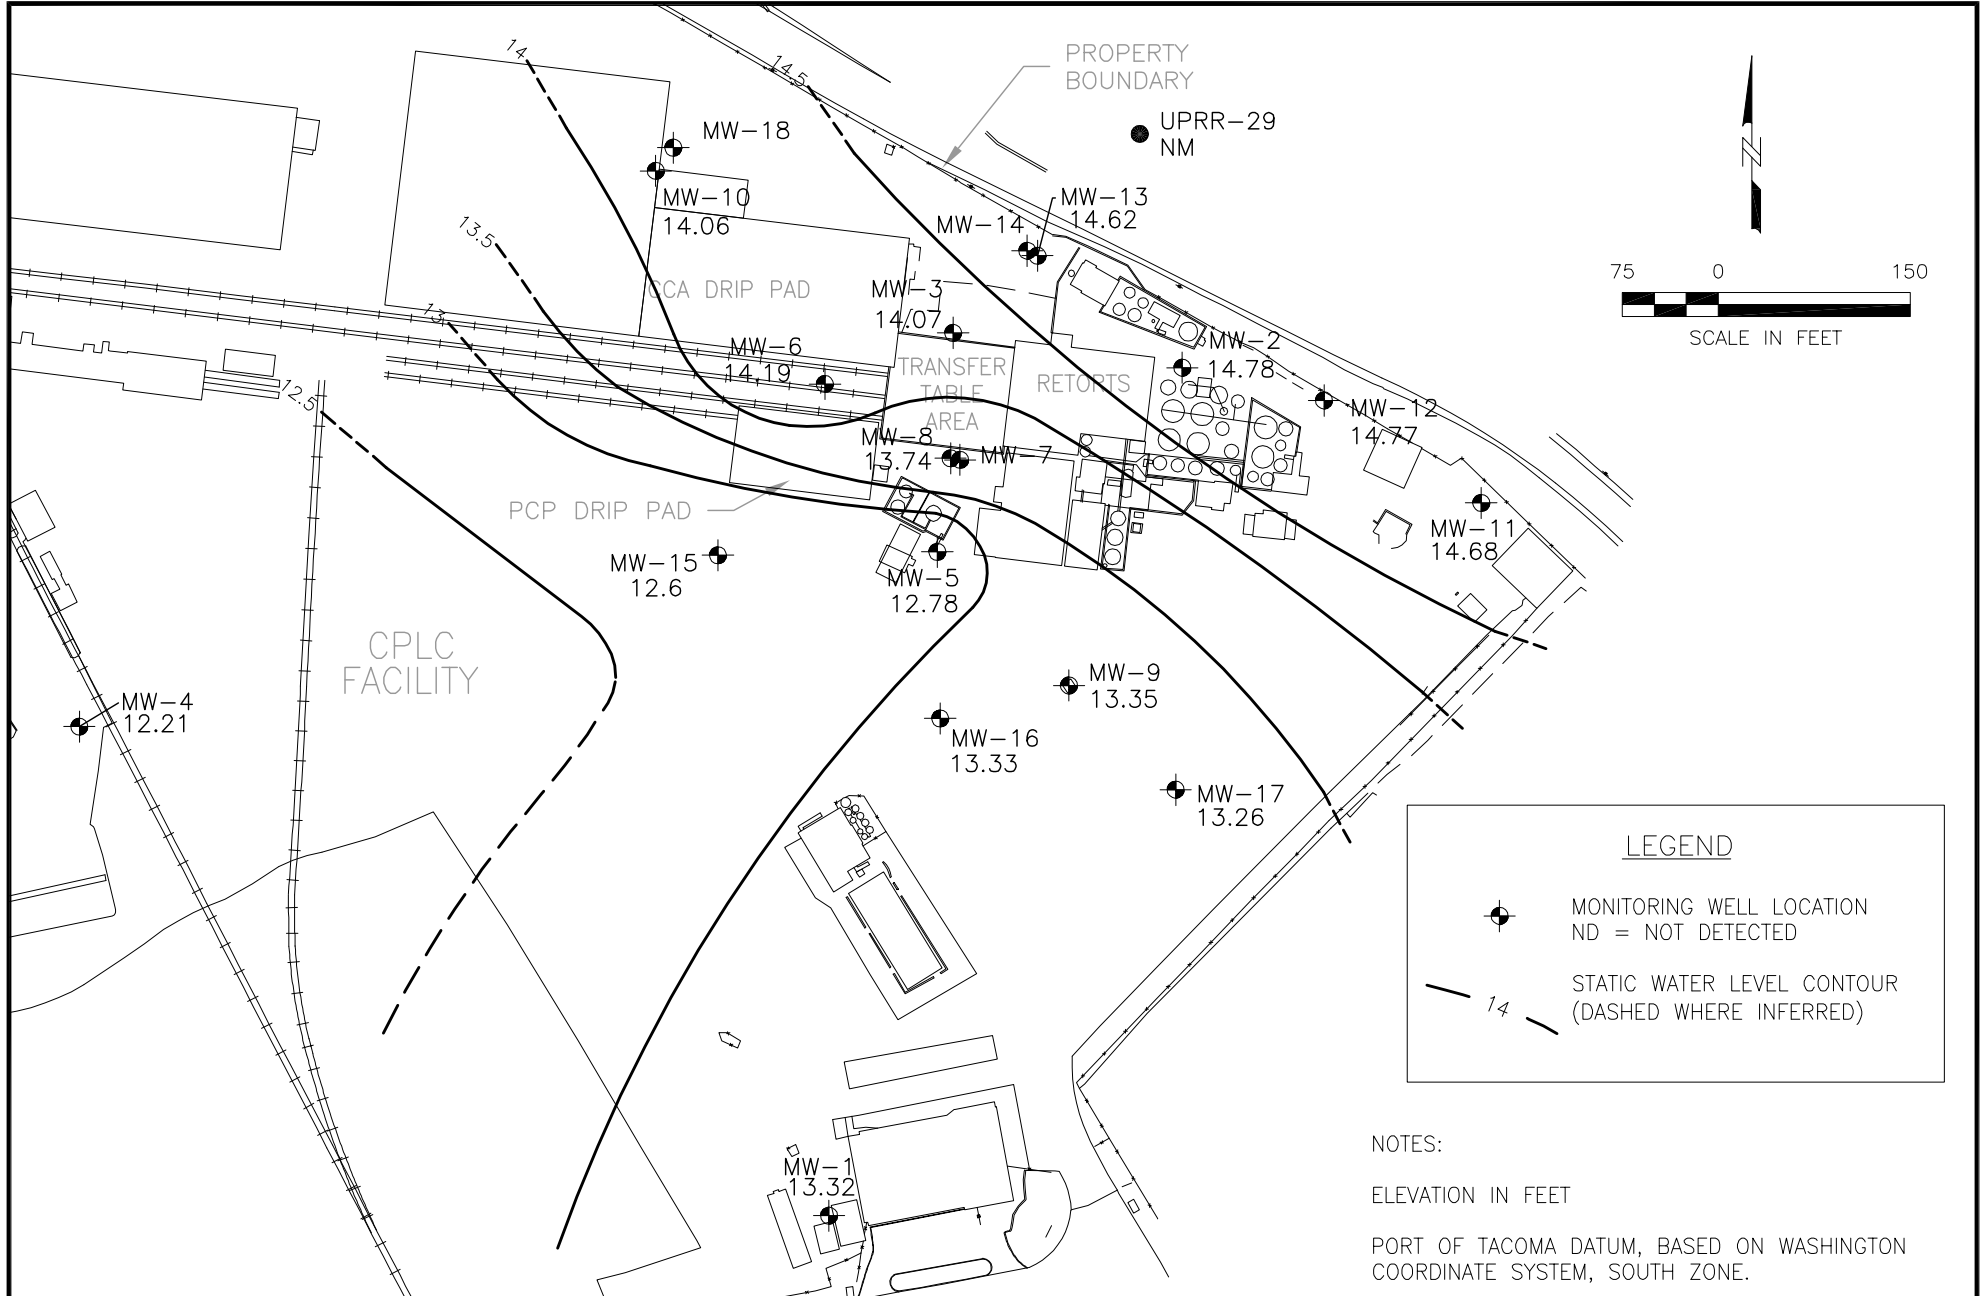 14
14.5
PROPERTY
BOUNDARY
UPRR-29
NM
MW-18
MW-10
14.06
MW-13
14.62
MW-14
13.5
N
75 0 150
SCALE IN FEET
CCA DRIP PAD
MW-3
14.07
13
MW-6
14.19
MW-2
14.78
TRANSFER
TABLE
AREA
RETORTS
12.5
MW-12
14.77
MW-8
13.74
MW-7
PCP DRIP PAD
MW-11
14.68
MW-15
12.6
MW-5
12.78
CPLC
FACILITY
MW-4
12.21
MW-9
13.35
MW-16
13.33
MW-17
13.26
LEGEND
MONITORING WELL LOCATION
ND = NOT DETECTED
14
STATIC WATER LEVEL CONTOUR
(DASHED WHERE INFERRED)
MW-1
13.32
NOTES:
ELEVATION IN FEET
PORT OF TACOMA DATUM, BASED ON WASHINGTON
COORDINATE SYSTEM, SOUTH ZONE.